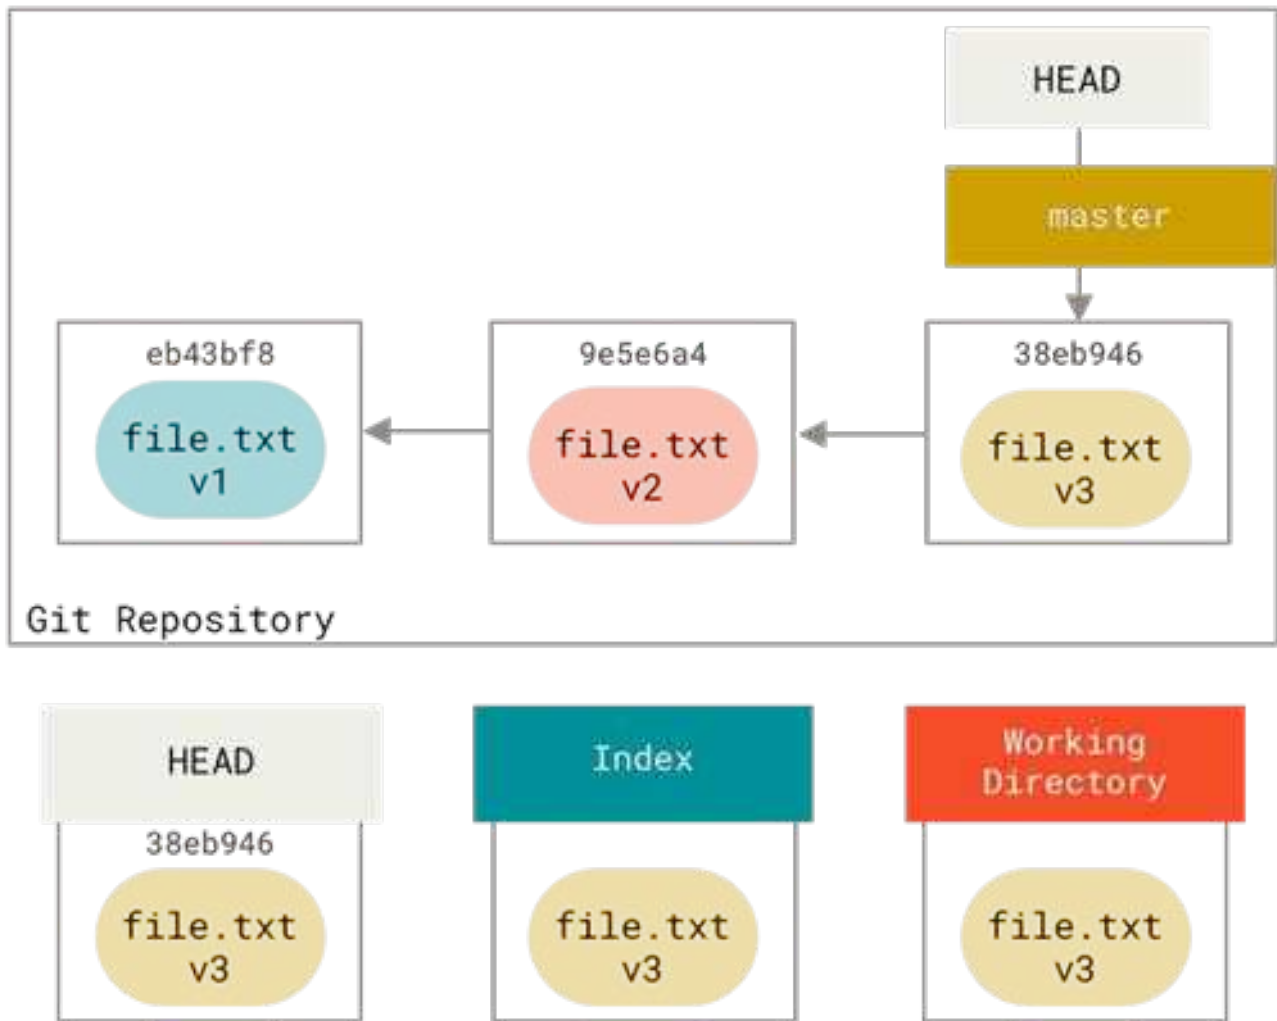 HEAD
master
eb43bf8
9e5e6a4
38eb946
file.txt
v1
file.txt
v2
file.txt
v3
Git Repository
HEAD
Index
Working
Directory
38eb946
file.txt
v3
file.txt
v3
file.txt
v3